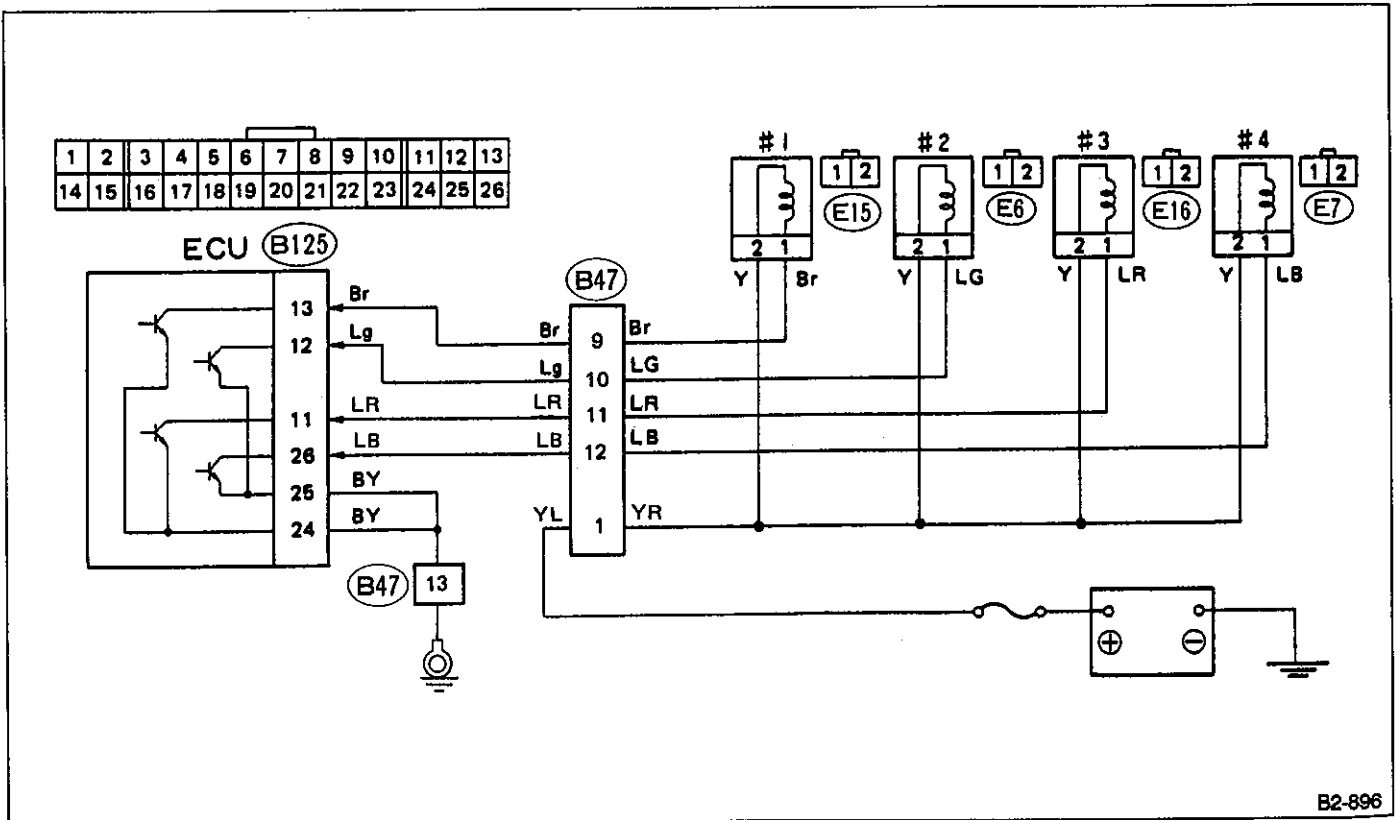 1 2 3 4 5 6 7 8 9 10 11 12 13
14 15 16 17 18 19 20 21 22 23 24 25 26
ECU B125
#1 #2 #3 #4
1 2 1 2 1 2 1 2
E15 E6 E16 E7
2 1 2 1 2 1 2 1
Y Br Y LG Y LR Y LB
B47
13 Br Br 9 Br
12 Lg Lg 10 LG
11 LR LR 11 LR
26 LB LB 12 LB
25 BY
24 BY YL 1 YR
B47 13
⊕ ⊖
B2-896